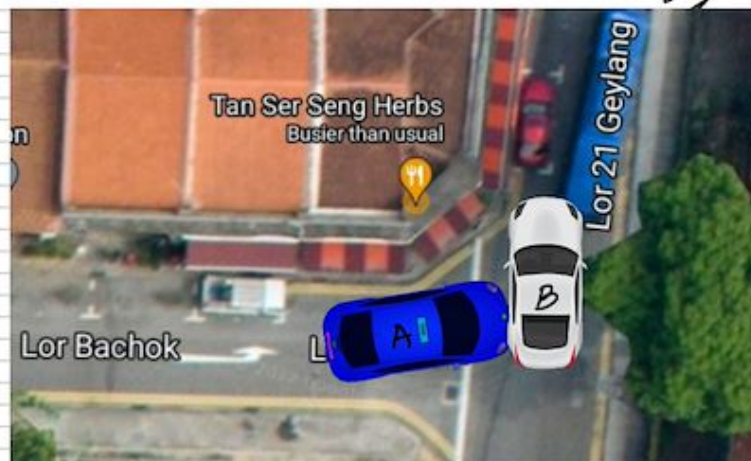 Tan Ser Seng Herbs
Busier than usual
Lor 21 Geylang
B
A
Lor Bachok